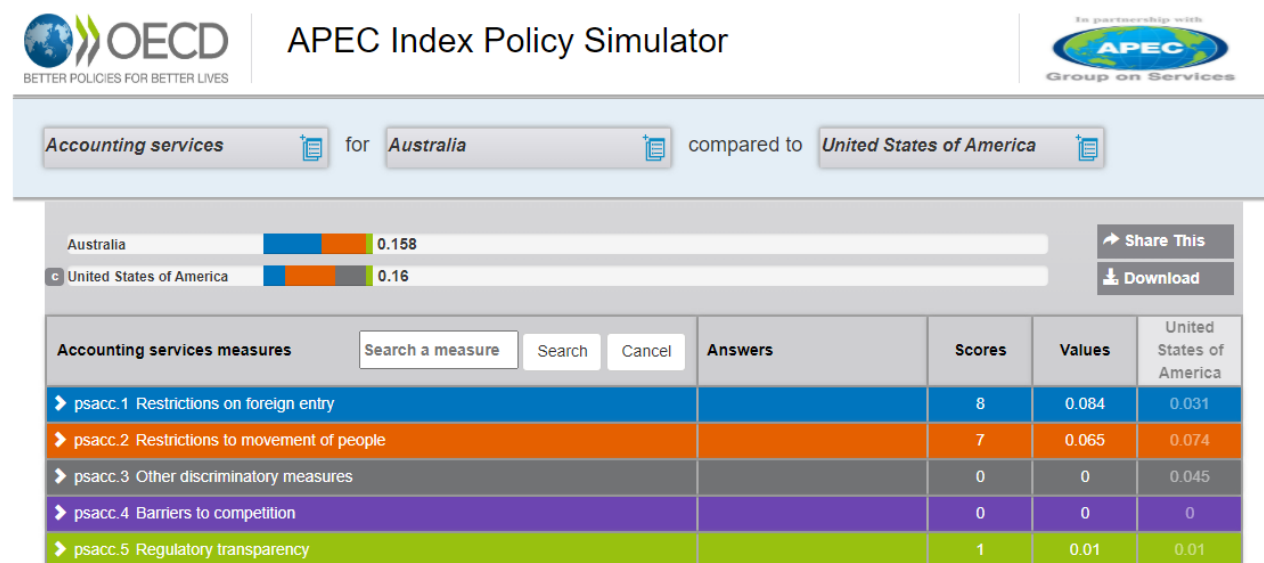 OECD
BETTER POLICIES FOR BETTER LIVES
APEC Index Policy Simulator
In partnership with
APEC
Group on Services
Accounting services for Australia compared to United States of America
Australia 0.158
c United States of America 0.16
Share This
Download
Accounting services measures Search a measure Search Cancel Answers Scores Values United States of America
psacc.1 Restrictions on foreign entry 8 0.084 0.031
psacc.2 Restrictions to movement of people 7 0.065 0.074
psacc.3 Other discriminatory measures 0 0 0.045
psacc.4 Barriers to competition 0 0 0
psacc.5 Regulatory transparency 1 0.01 0.01